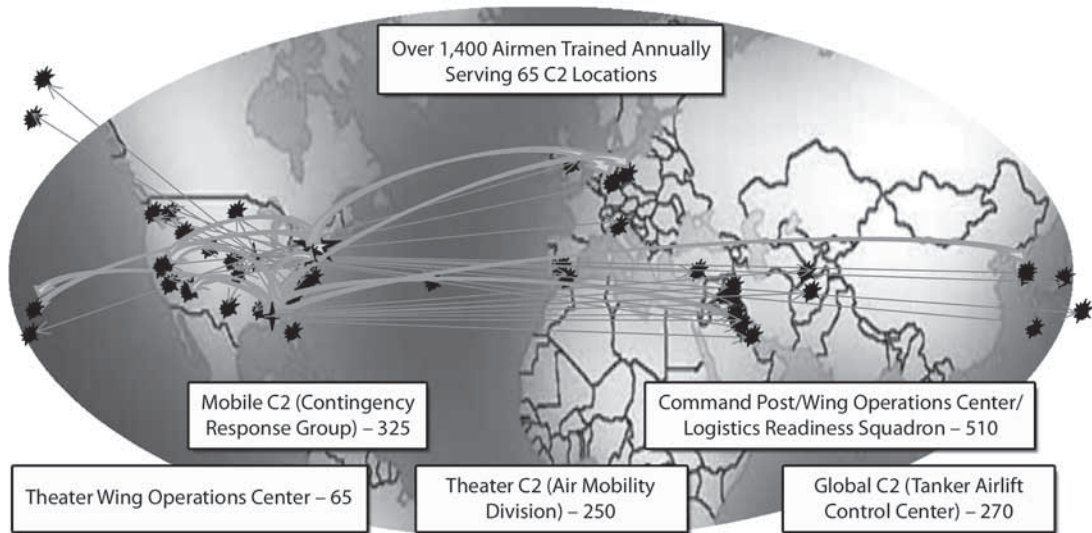 Over 1,400 Airmen Trained Annually
Serving 65 C2 Locations
Mobile C2 (Contingency
Response Group) – 325
Command Post/Wing Operations Center/
Logistics Readiness Squadron – 510
Theater Wing Operations Center – 65
Theater C2 (Air Mobility
Division) – 250
Global C2 (Tanker Airlift
Control Center) – 270